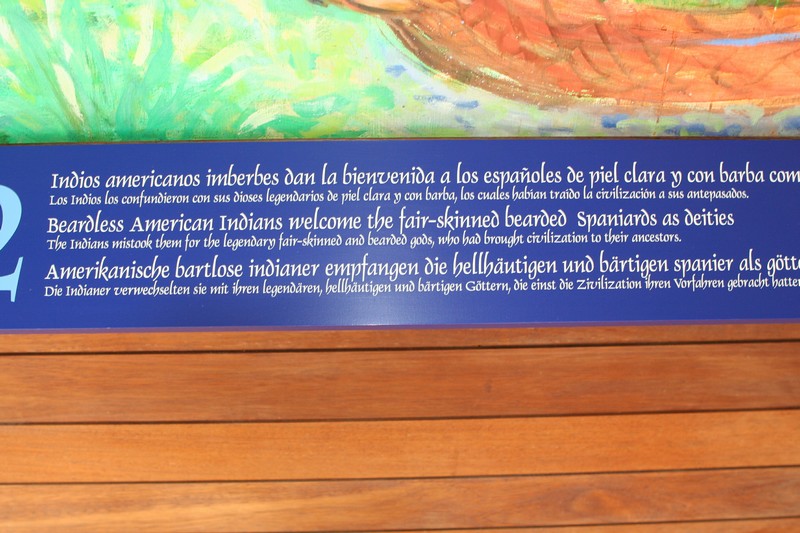 Indios americanos imberbes dan la bienvenida a los españoles de piel clara y con barba com
Los Indios los confundieron con sus dioses legendarios de piel clara y con barba, los cuales habían traído la civilización a sus antepasados.
Beardless American Indians welcome the fair-skinned bearded Spaniards as deities
The Indians mistook them for the legendary fair-skinned and bearded gods, who had brought civilization to their ancestors.
Amerikanische bartlose indianer empfangen die hellhäutigen und bärtigen spanier als götte
Die Indianer verwechselten sie mit ihren legendären, hellhäutigen und bärtigen Göttern, die einst die Zivilization ihren Vorfahren gebracht hatten